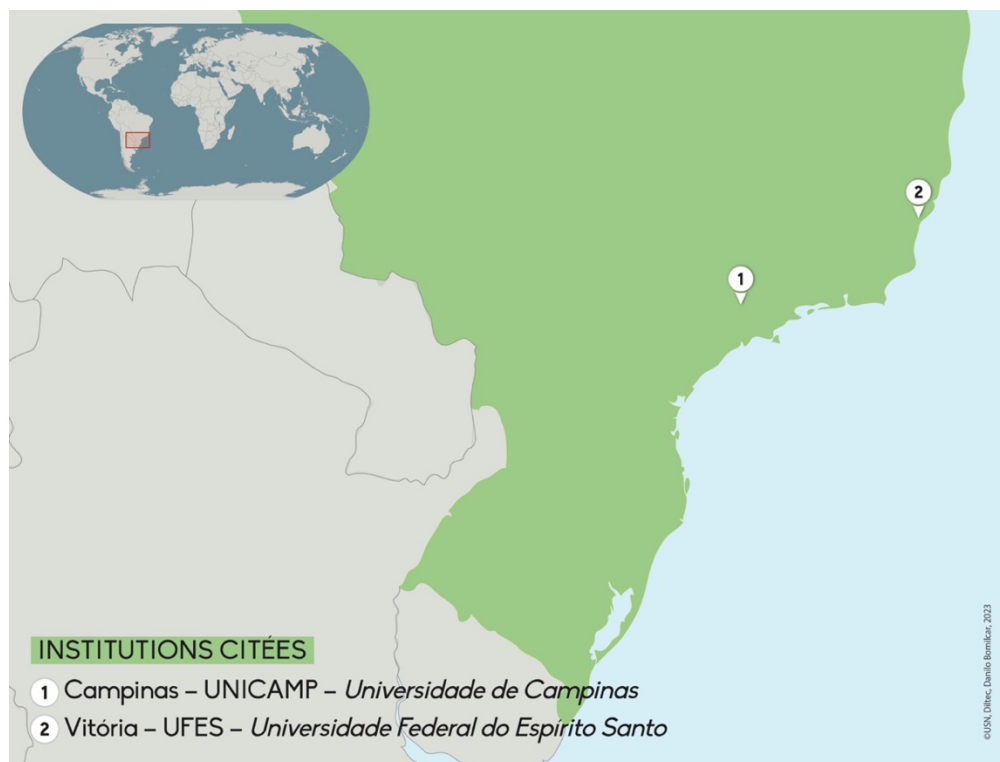 2
1
INSTITUTIONS CITÉES
1 Campinas – UNICAMP – Universidade de Campinas
2 Vitória – UFES – Universidade Federal do Espírito Santo
©USN, Diltec, Danilo Bomilcar, 2023